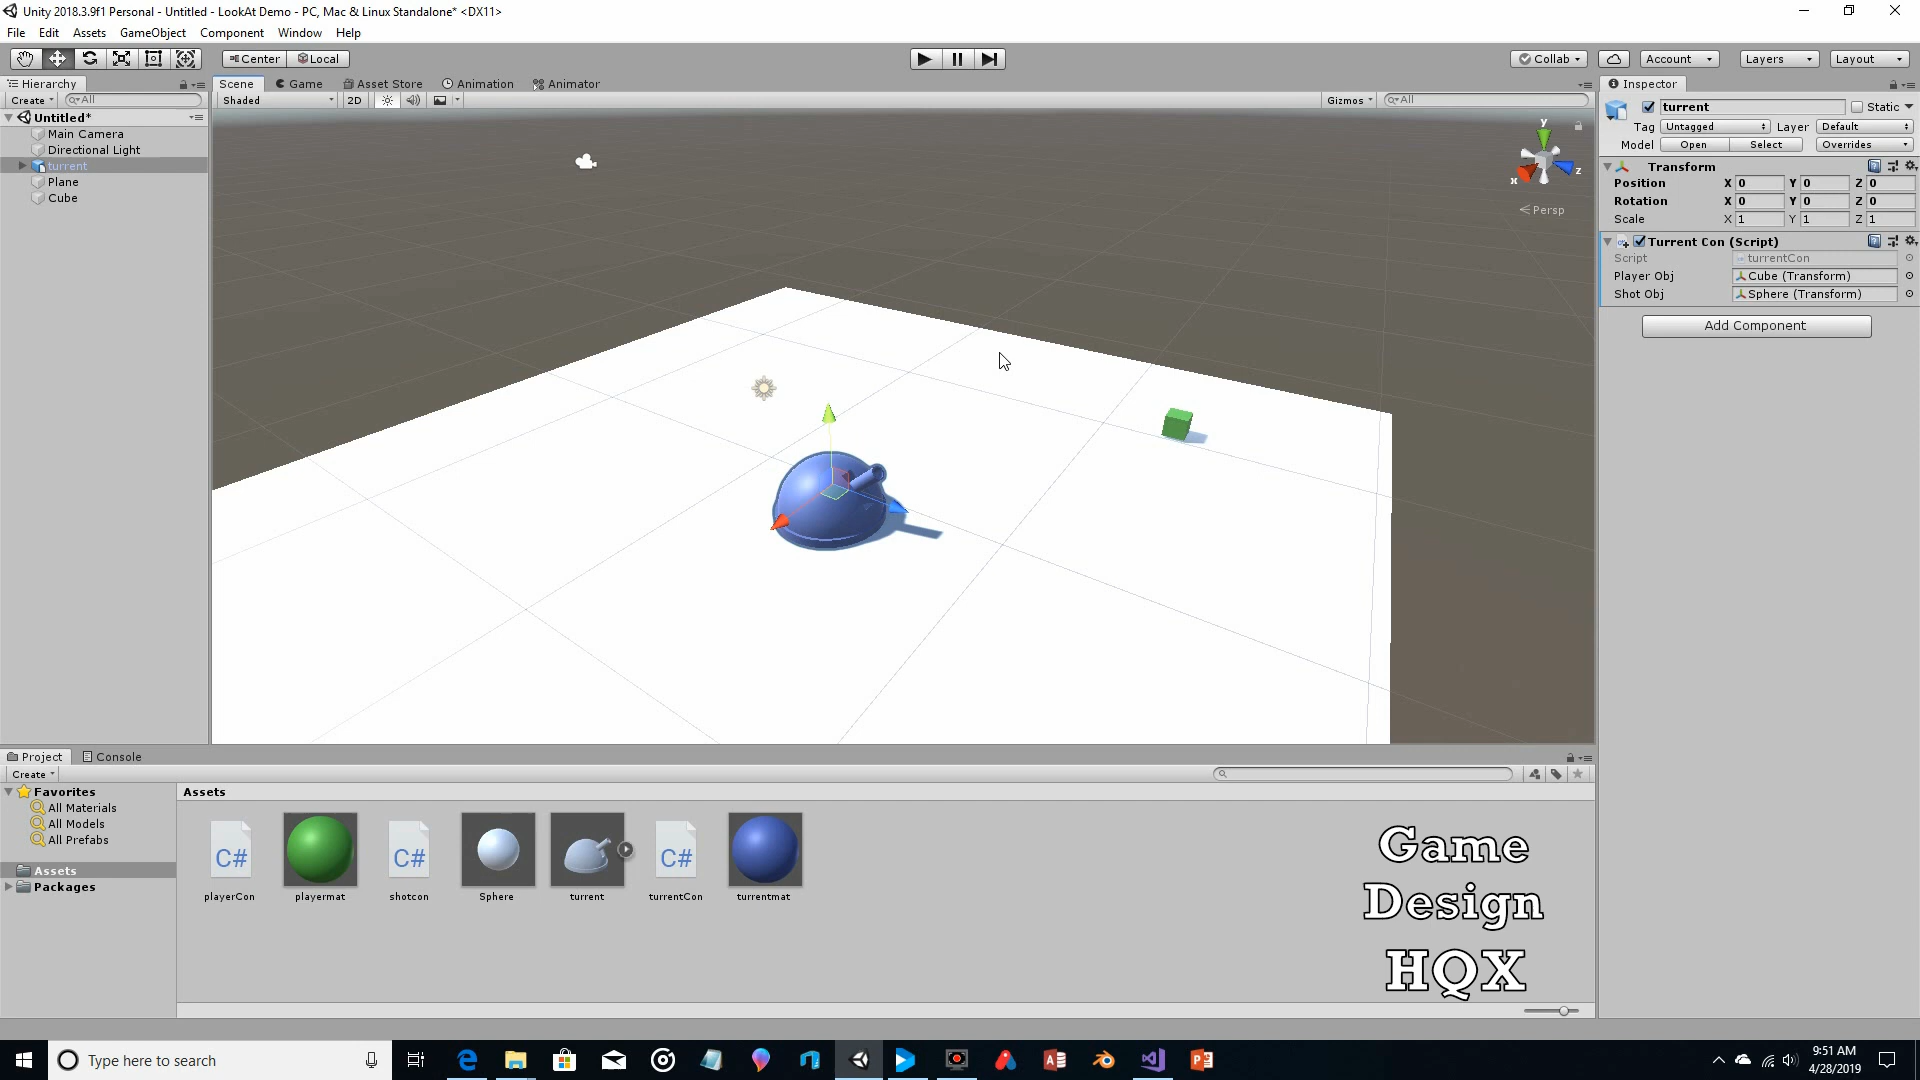 Unity 2018.3.9f1 Personal - Untitled - LookAt Demo - PC, Mac & Linux Standalone* <DX11>
File Edit Assets GameObject Component Window Help
Center Local
Collab Account Layers Layout
Hierarchy
Create All
Untitled*
Main Camera
Directional Light
turrent
Plane
Cube
Scene Game Asset Store Animation Animator
Shaded 2D Gizmos All
y
x z
Persp
Inspector
turrent Static
Tag Untagged Layer Default
Model Open Select Overrides
Transform
Position X 0 Y 0 Z 0
Rotation X 0 Y 0 Z 0
Scale X 1 Y 1 Z 1
Turrent Con (Script)
Script turrentCon
Player Obj Cube (Transform)
Shot Obj Sphere (Transform)
Add Component
Project Console
Create
Favorites
All Materials
All Models
All Prefabs
Assets
Packages
Assets
C# C# C#
playerCon playermat shotcon Sphere turrent turrentCon turrentmat
Game
Design
HQX
Type here to search
9:51 AM
4/28/2019